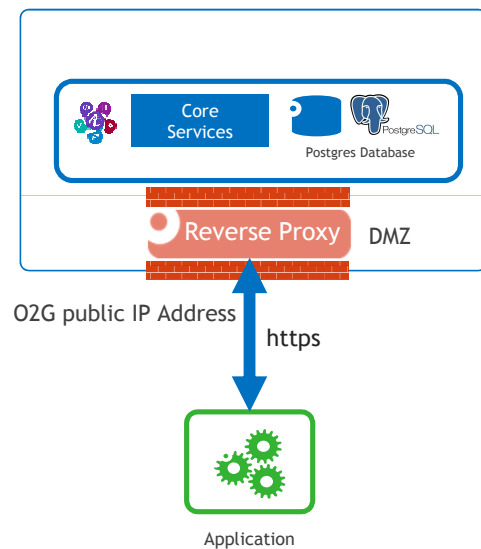 Core
Services
PostgreSQL
Postgres Database
Reverse Proxy
DMZ
O2G public IP Address
https
Application